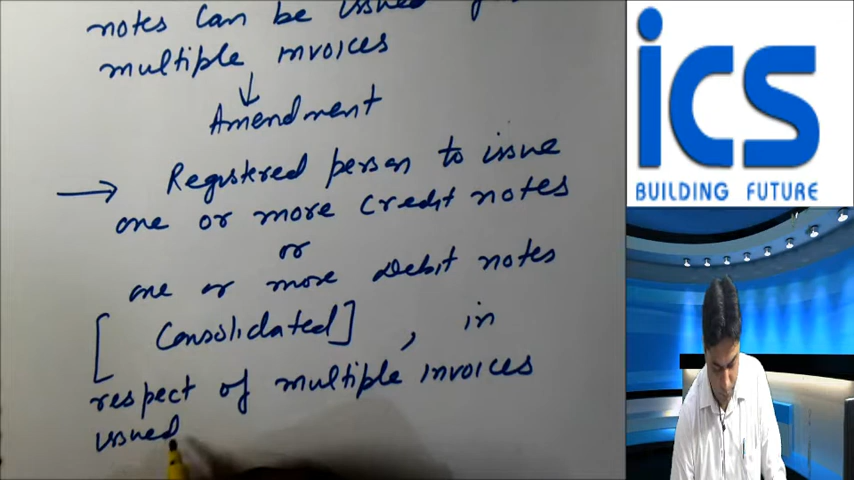 notes can be issued
multiple invoices
Amendment
Registered person to issue
one or more credit notes
or
one or more Debit notes
[ Consolidated ] , in
respect of multiple invoices
issued
ics
BUILDING FUTURE